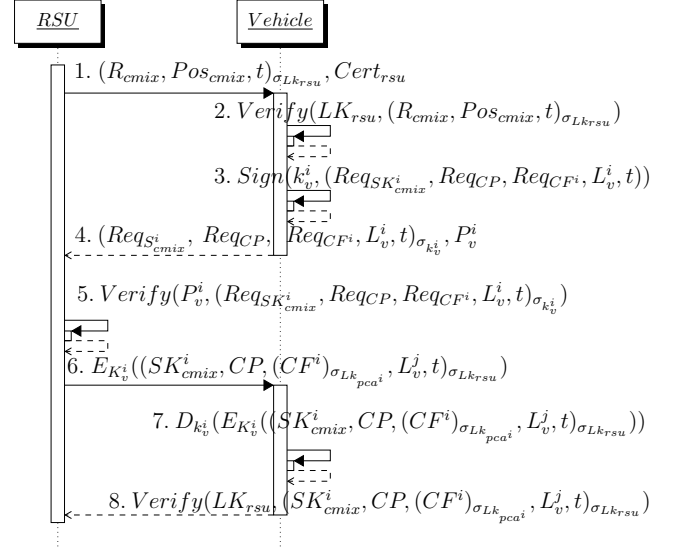 RSU Vehicle
1. (R_{cmix}, Pos_{cmix}, t)_{σ_{Lk_{rsu}}}, Cert_{rsu}
2. Verify(LK_{rsu}, (R_{cmix}, Pos_{cmix}, t)_{σ_{Lk_{rsu}}})
3. Sign(k_v^i, (Req_{SK_{cmix}^i}, Req_{CP}, Req_{CF^i}, L_v^i, t))
4. (Req_{S_{cmix}^i}, Req_{CP}, Req_{CF^i}, L_v^i, t)_{σ_{k_v^i}}, P_v^i
5. Verify(P_v^i, (Req_{SK_{cmix}^i}, Req_{CP}, Req_{CF^i}, L_v^i, t)_{σ_{k_v^i}})
6. E_{K_v^i}((SK_{cmix}^i, CP, (CF^i)_{σ_{Lk_{pca^i}}}, L_v^j, t)_{σ_{Lk_{rsu}}})
7. D_{k_v^i}(E_{K_v^i}((SK_{cmix}^i, CP, (CF^i)_{σ_{Lk_{pca^i}}}, L_v^j, t)_{σ_{Lk_{rsu}}}))
8. Verify(LK_{rsu}, (SK_{cmix}^i, CP, (CF^i)_{σ_{Lk_{pca^i}}}, L_v^j, t)_{σ_{Lk_{rsu}}})